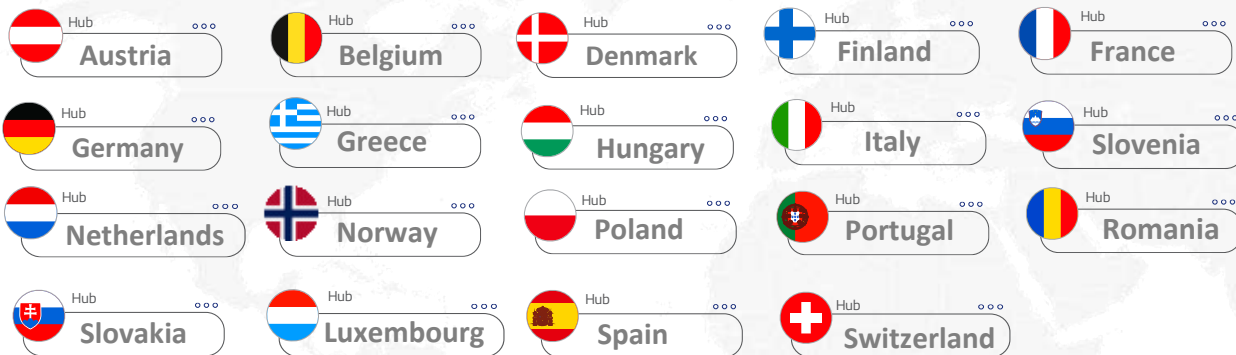 Hub
Austria
Hub
Belgium
Hub
Denmark
Hub
Finland
Hub
France
Hub
Germany
Hub
Greece
Hub
Hungary
Hub
Italy
Hub
Slovenia
Hub
Netherlands
Hub
Norway
Hub
Poland
Hub
Portugal
Hub
Romania
Hub
Slovakia
Hub
Luxembourg
Hub
Spain
Hub
Switzerland